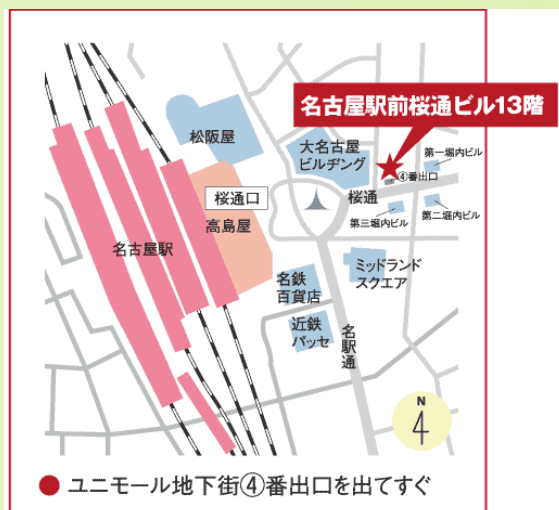 名古屋駅前桜通ビル13階
松阪屋
大名古屋
ビルヂング
第一堀内ビル
④番出口
桜通口
桜通
高島屋
第三堀内ビル
第二堀内ビル
名古屋駅
ミッドランド
スクエア
名鉄
百貨店
近鉄
パッセ
名駅通
N
● ユニモール地下街④番出口を出てすぐ